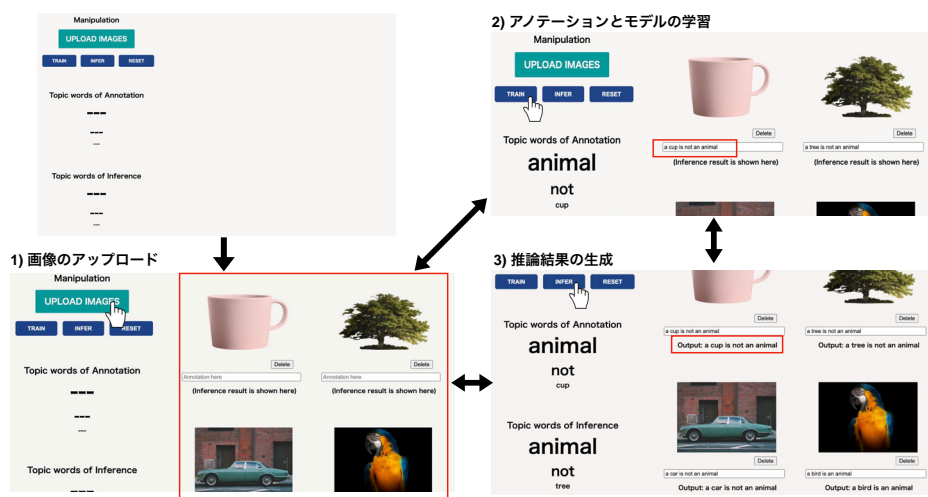 Manipulation
UPLOAD IMAGES
TRAIN INFER RESET
Topic words of Annotation
---
---
---
Topic words of Inference
---
---
---
1) 画像のアップロード
Manipulation
UPLOAD IMAGES
TRAIN INFER RESET
Topic words of Annotation
---
---
---
Topic words of Inference
---
Delete Delete
Annotation here Annotation here
(Inference result is shown here) (Inference result is shown here)
2) アノテーションとモデルの学習
Manipulation
UPLOAD IMAGES
TRAIN INFER RESET
Topic words of Annotation
animal
not
cup
Delete Delete
a cup is not an animal a tree is not an animal
(Inference result is shown here) (Inference result is shown here)
3) 推論結果の生成
TRAIN INFER RESET
Topic words of Annotation
animal
not
cup
Topic words of Inference
animal
not
tree
Delete Delete
a cup is not an animal a tree is not an animal
Output: a cup is not an animal Output: a tree is not an animal
Delete Delete
a car is not an animal a bird is an animal
Output: a car is not an animal Output: a bird is an animal